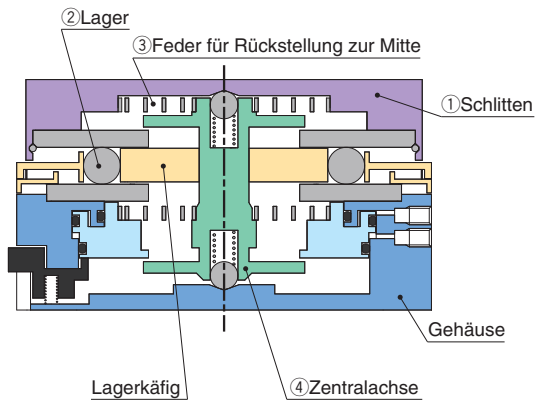 ②Lager
③Feder für Rückstellung zur Mitte
①Schlitten
Gehäuse
Lagerkäfig
④Zentralachse